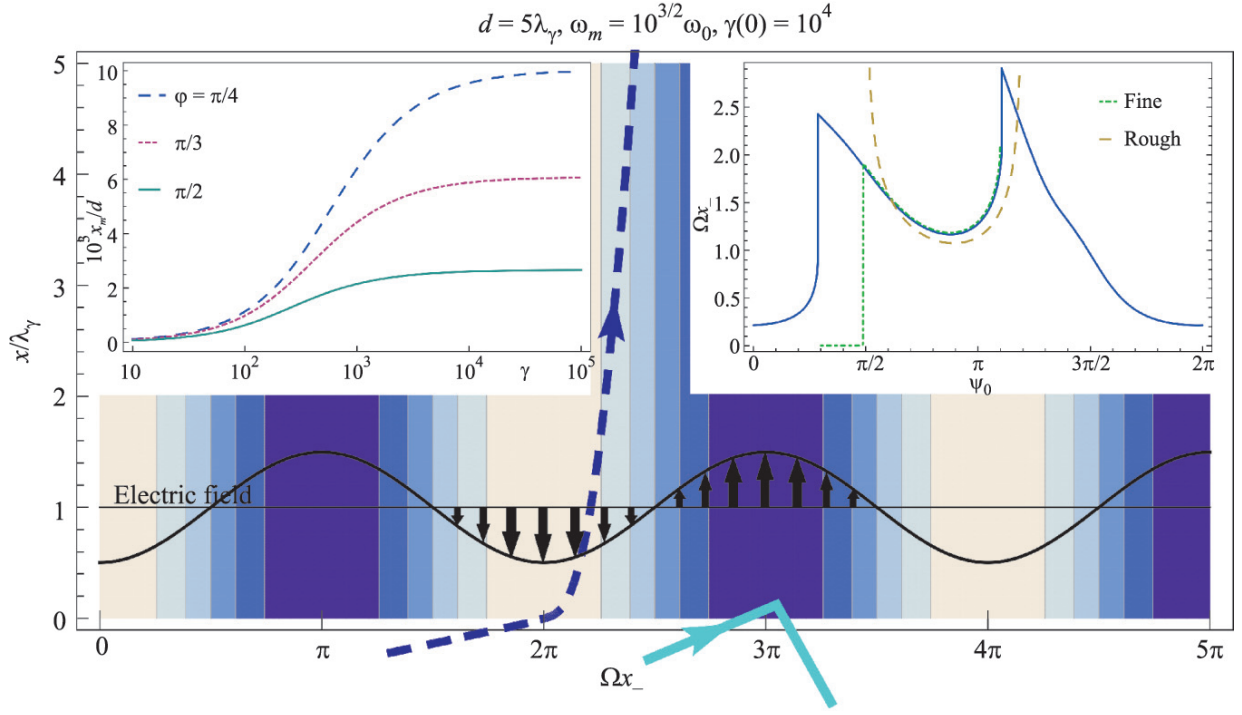 d = 5λγ, ωm = 10^3/2 ω0, γ(0) = 10^4
x/λγ
5
4
3
2
1
0
10^3 xm/d
10
8
6
4
2
0
φ = π/4
π/3
π/2
10
10^2
10^3
10^4
γ
10^5
Ωx_
2.5
2.0
1.5
1.0
0.5
0
Fine
Rough
0
π/2
π
3π/2
2π
ψ0
Electric field
0
π
2π
3π
4π
5π
Ωx_